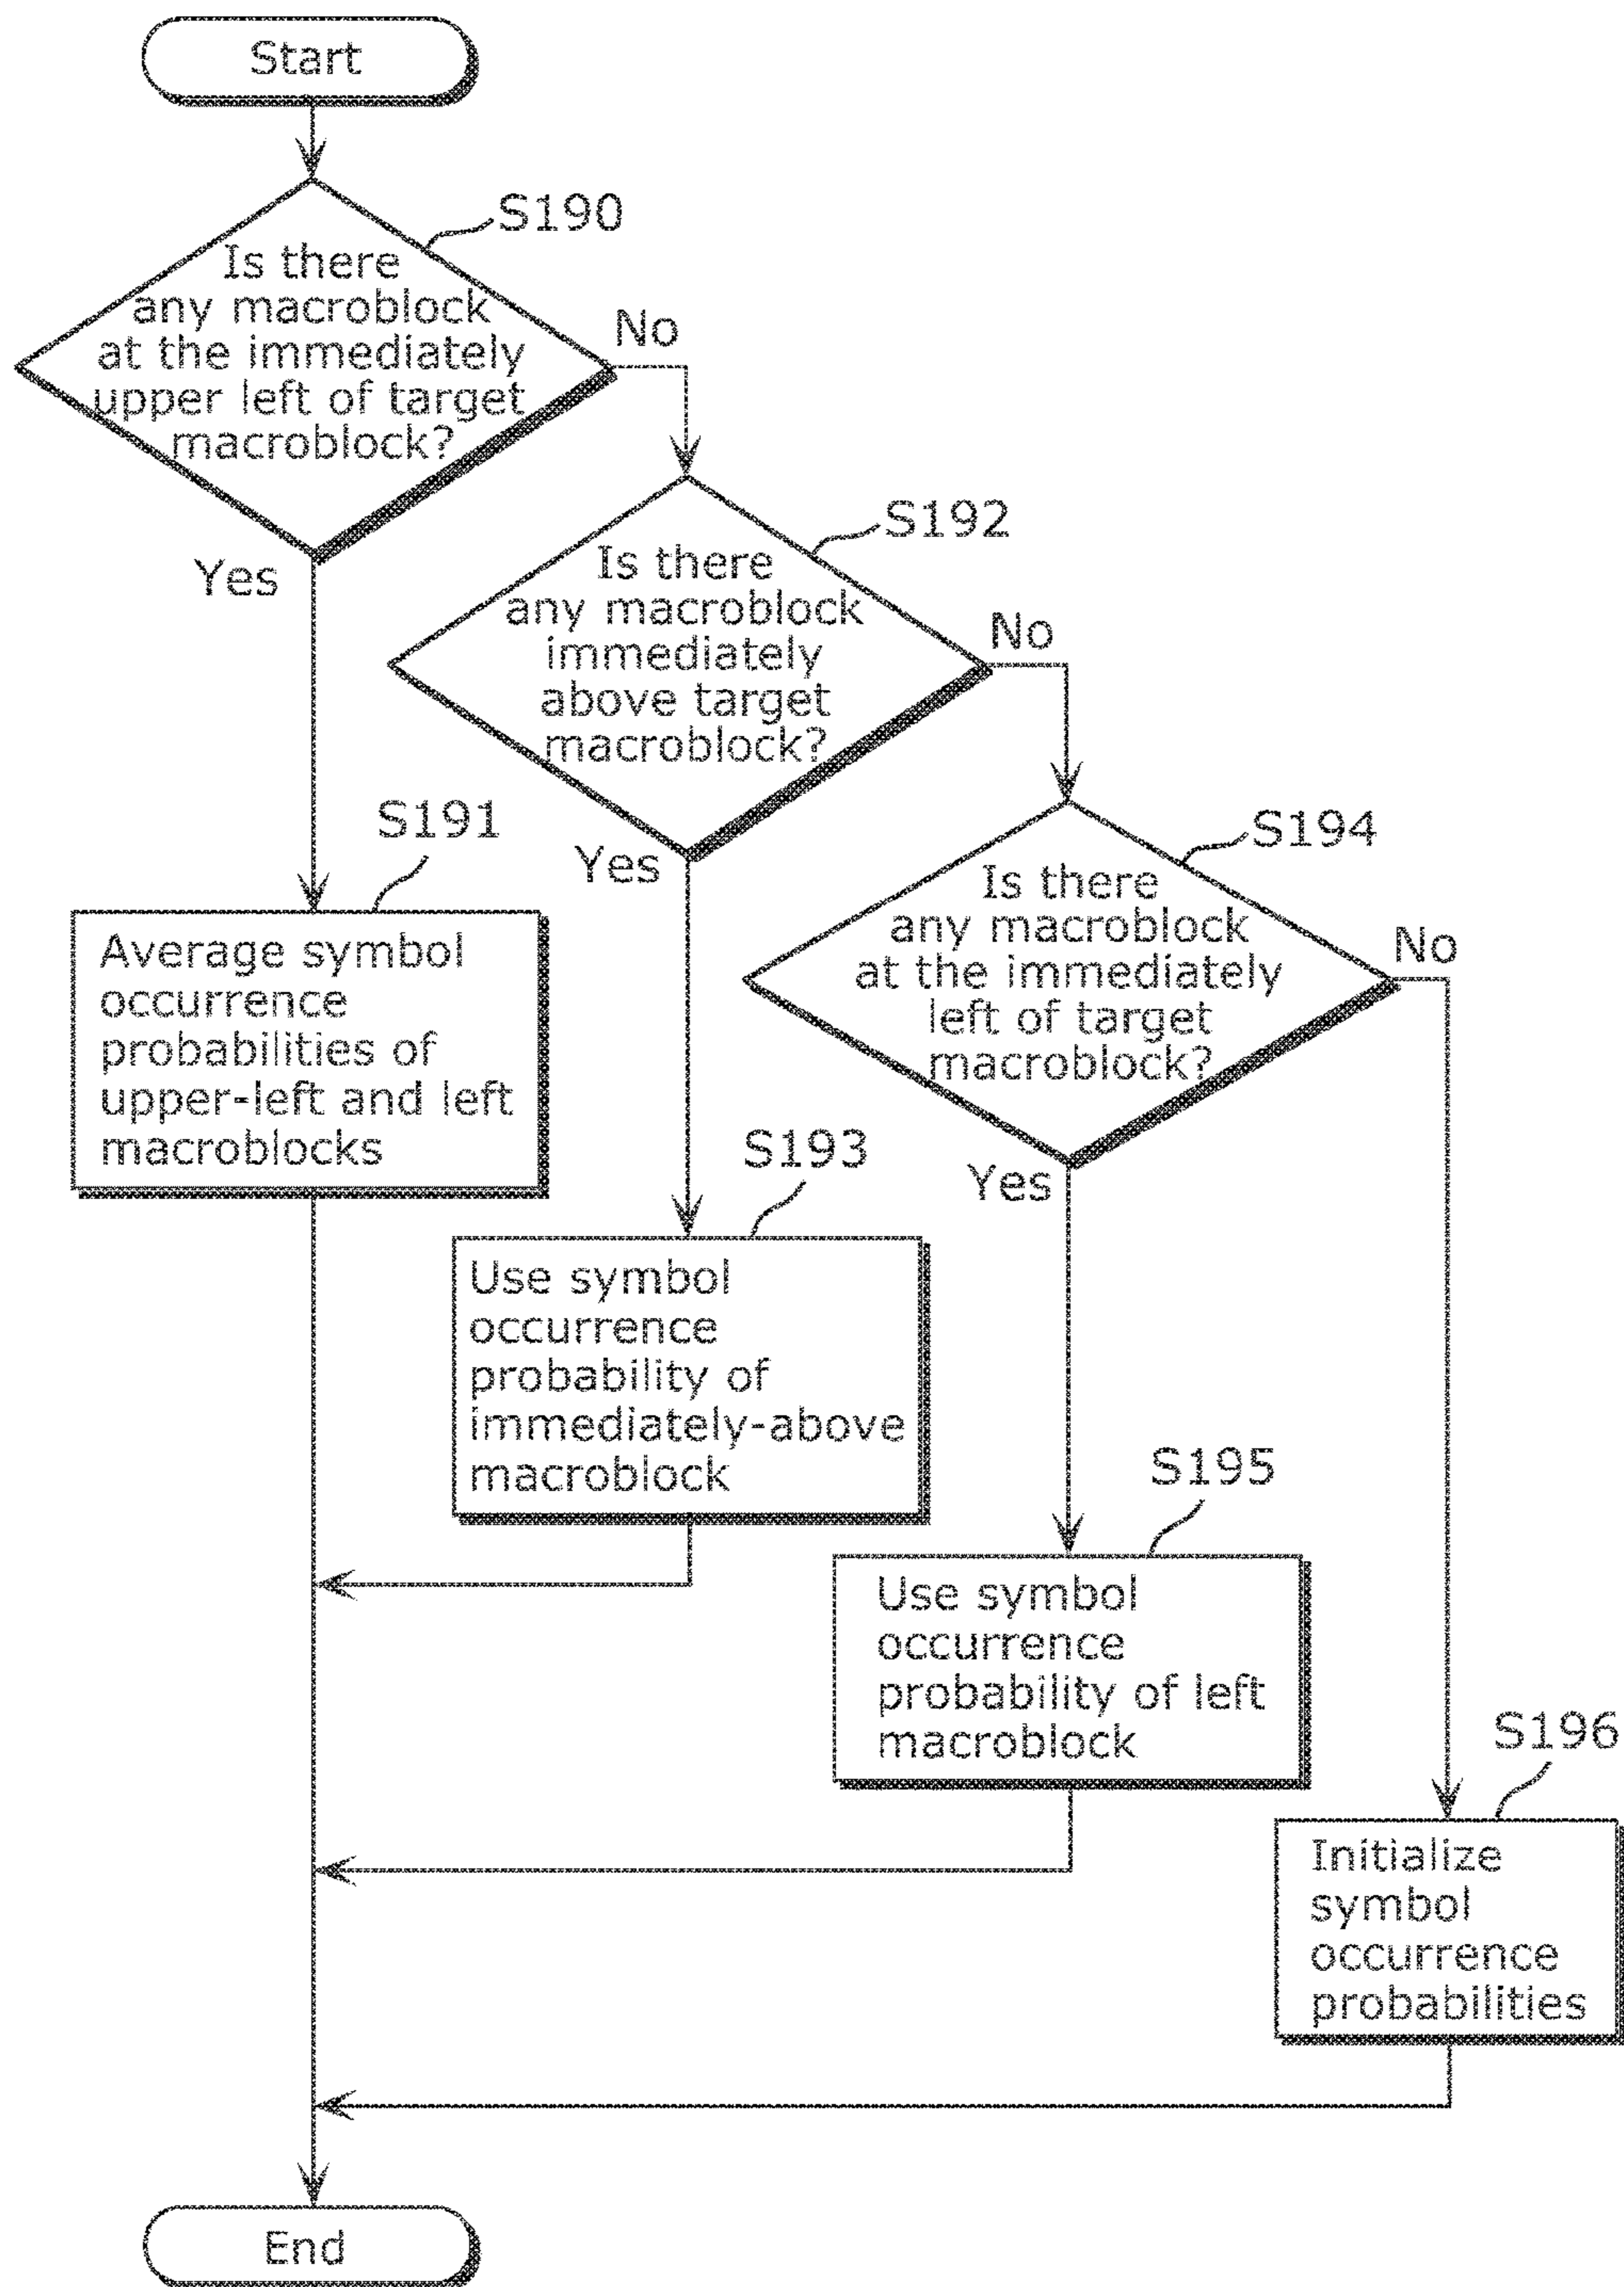 Start
S190
Is there
any macroblock
at the immediately
upper left of target
macroblock?
No
Yes
S192
Is there
any macroblock
immediately
above target
macroblock?
No
Yes
S191
Average symbol
occurrence
probabilities of
upper-left and left
macroblocks
S194
Is there
any macroblock
at the immediately
left of target
macroblock?
No
Yes
S193
Use symbol
occurrence
probability of
immediately-above
macroblock
S195
Use symbol
occurrence
probability of left
macroblock
S196
Initialize
symbol
occurrence
probabilities
End